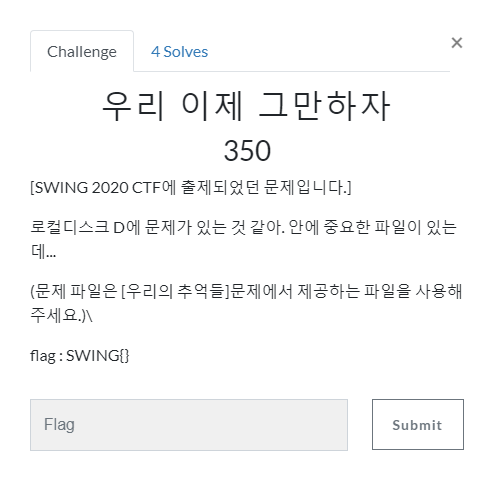 Challenge
4 Solves
×
우리 이제 그만하자
350
[SWING 2020 CTF에 출제되었던 문제입니다.]
로컬디스크 D에 문제가 있는 것 같아. 안에 중요한 파일이 있는
데...
(문제 파일은 [우리의 추억들]문제에서 제공하는 파일을 사용해
주세요.)\
flag : SWING{}
Flag
Submit